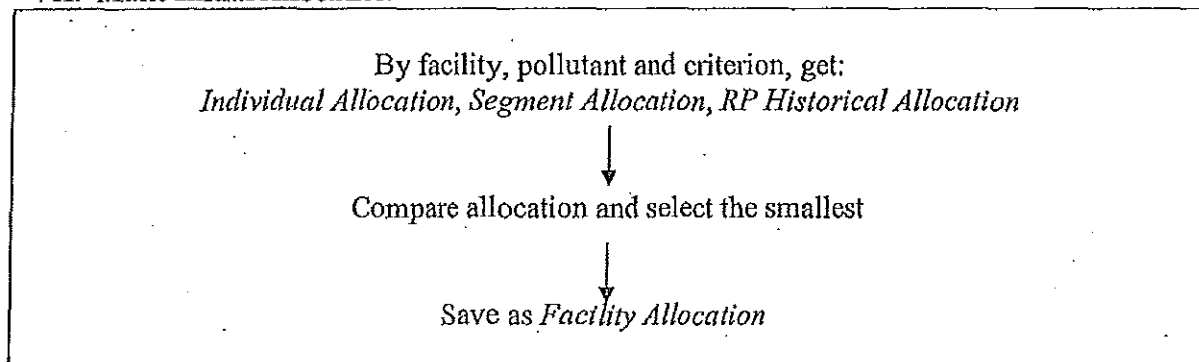 By facility, pollutant and criterion, get:
Individual Allocation, Segment Allocation, RP Historical Allocation
Compare allocation and select the smallest
Save as Facility Allocation